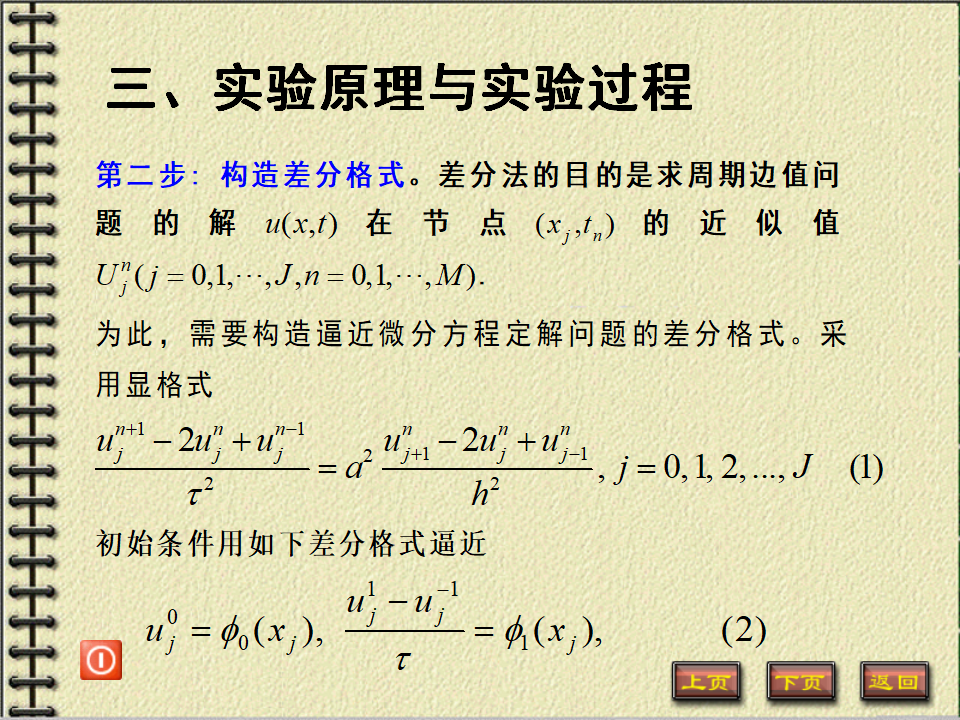 三、实验原理与实验过程
第二步：构造差分格式。差分法的目的是求周期边值问
题的解 u(x,t) 在节点 (x_j,t_n) 的近似值
U_j^n (j = 0,1,⋯,J,n = 0,1,⋯,M).
为此，需要构造逼近微分方程定解问题的差分格式。采
用显格式
\frac{u_j^{n+1} - 2u_j^n + u_j^{n-1}}{τ^2} = a^2 \frac{u_{j+1}^n - 2u_j^n + u_{j-1}^n}{h^2}, j = 0,1,2,...,J (1)
初始条件用如下差分格式逼近
u_j^0 = ϕ_0(x_j), \frac{u_j^1 - u_j^{-1}}{τ} = ϕ_1(x_j), (2)
上页 下页 返回